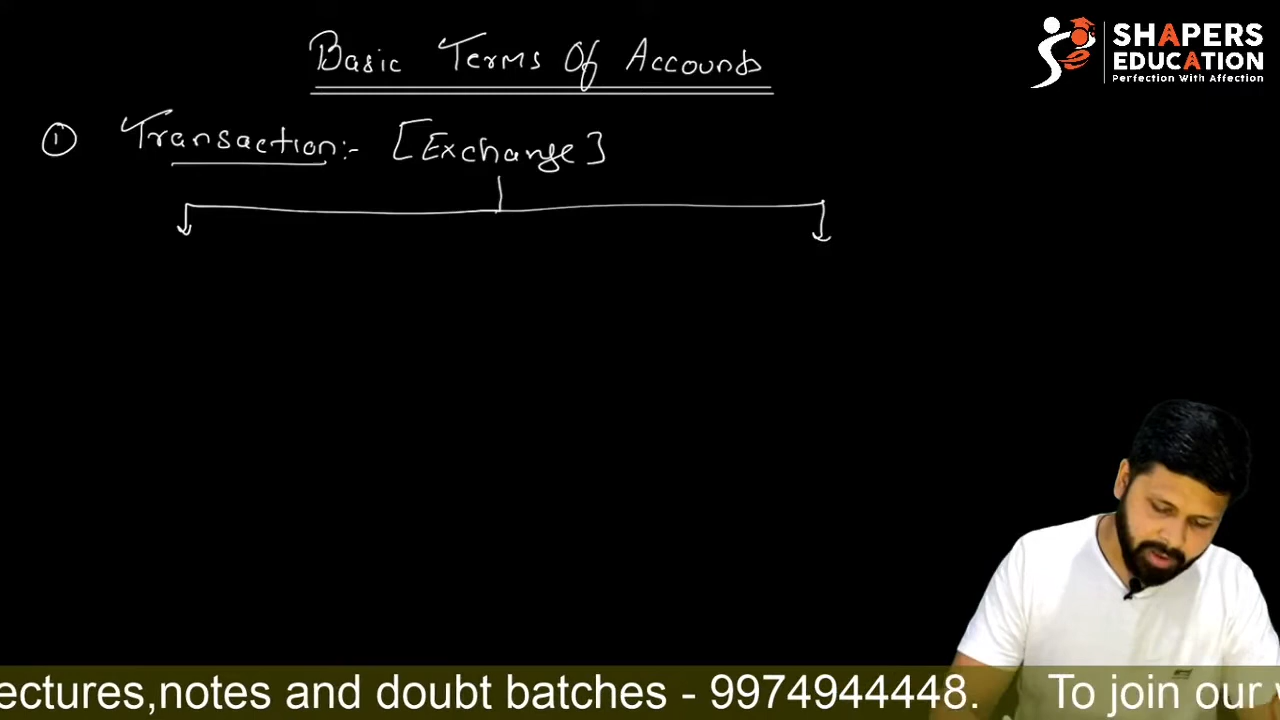 Basic Terms Of Accounts
SHAPERS
EDUCATION
Perfection With Affection
① Transaction:- [Exchange]
ectures,notes and doubt batches - 9974944448. To join our